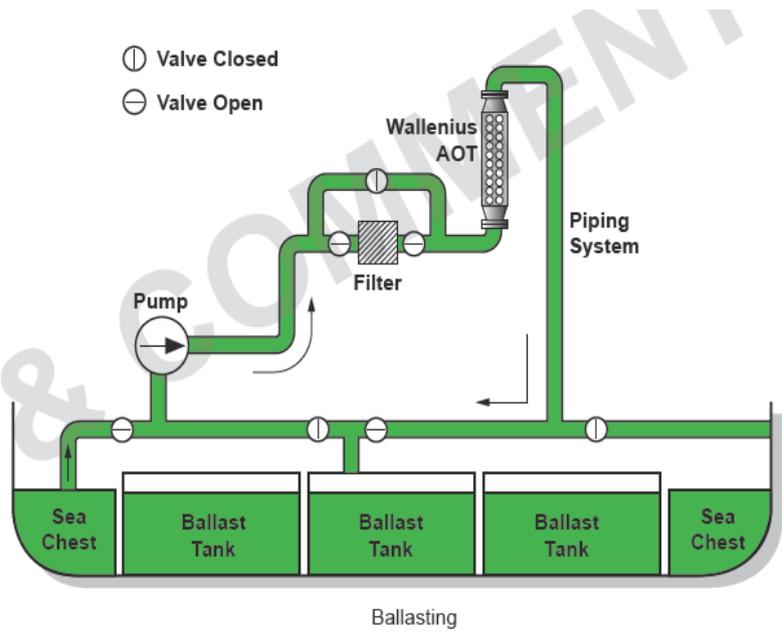 Valve Closed
Valve Open
Wallenius
AOT
Piping
System
Filter
Pump
& COMMENT
Sea
Chest
Ballast
Tank
Ballast
Tank
Ballast
Tank
Sea
Chest
Ballasting